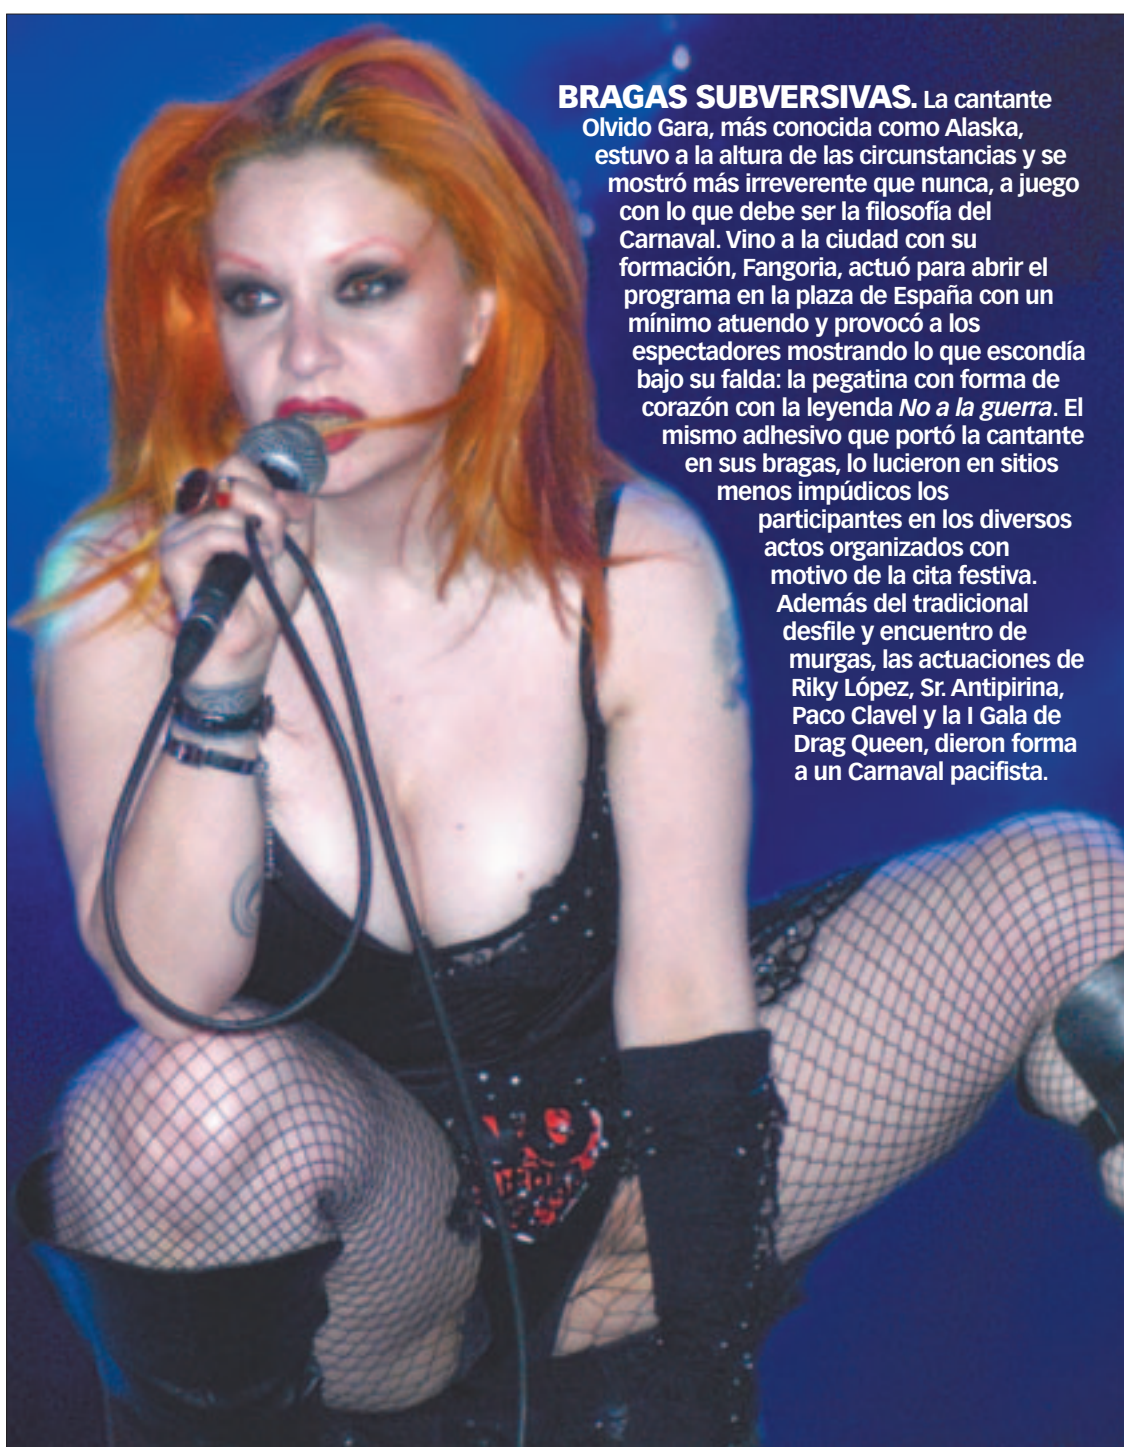 BRAGAS SUBVERSIVAS. La cantante
Olvido Gara, más conocida como Alaska,
estuvo a la altura de las circunstancias y se
mostró más irreverente que nunca, a juego
con lo que debe ser la filosofía del
Carnaval. Vino a la ciudad con su
formación, Fangoria, actuó para abrir el
programa en la plaza de España con un
mínimo atuendo y provocó a los
espectadores mostrando lo que escondía
bajo su falda: la pegatina con forma de
corazón con la leyenda No a la guerra. El
mismo adhesivo que portó la cantante
en sus bragas, lo lucieron en sitios
menos impúdicos los
participantes en los diversos
actos organizados con
motivo de la cita festiva.
Además del tradicional
desfile y encuentro de
murgas, las actuaciones de
Riky López, Sr. Antipirina,
Paco Clavel y la I Gala de
Drag Queen, dieron forma
a un Carnaval pacifista.